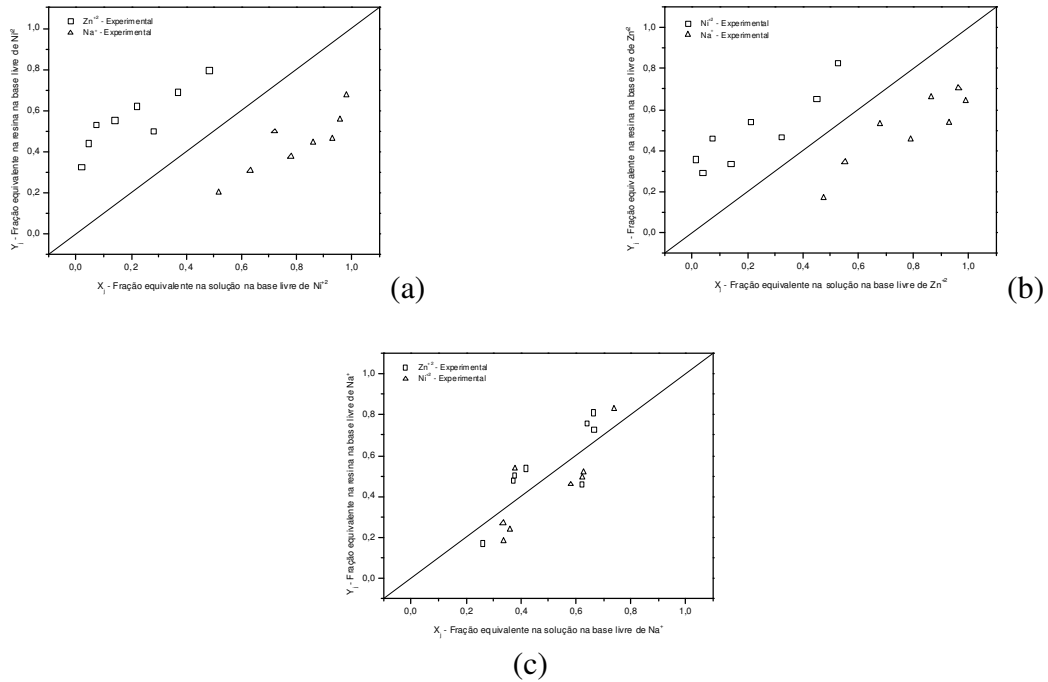 1,0
0,8
0,6
0,4
0,2
0,0
Zn⁺² - Experimental
Na⁺ - Experimental
Y_j - Fração equivalente na resina na base livre de Ni⁺²
0,0 0,2 0,4 0,6 0,8 1,0
X_j - Fração equivalente na solução na base livre de Ni⁺²
(a)
1,0
0,8
0,6
0,4
0,2
0,0
Ni⁺² - Experimental
Na⁺ - Experimental
Y_j - Fração equivalente na resina na base livre de Zn⁺²
0,0 0,2 0,4 0,6 0,8 1,0
X_j - Fração equivalente na solução na base livre de Zn⁺²
(b)
1,0
0,8
0,6
0,4
0,2
0,0
Zn⁺² - Experimental
Ni⁺² - Experimental
Y_j - Fração equivalente na resina na base livre de Na⁺
0,0 0,2 0,4 0,6 0,8 1,0
X_j - Fração equivalente na solução na base livre de Na⁺
(c)